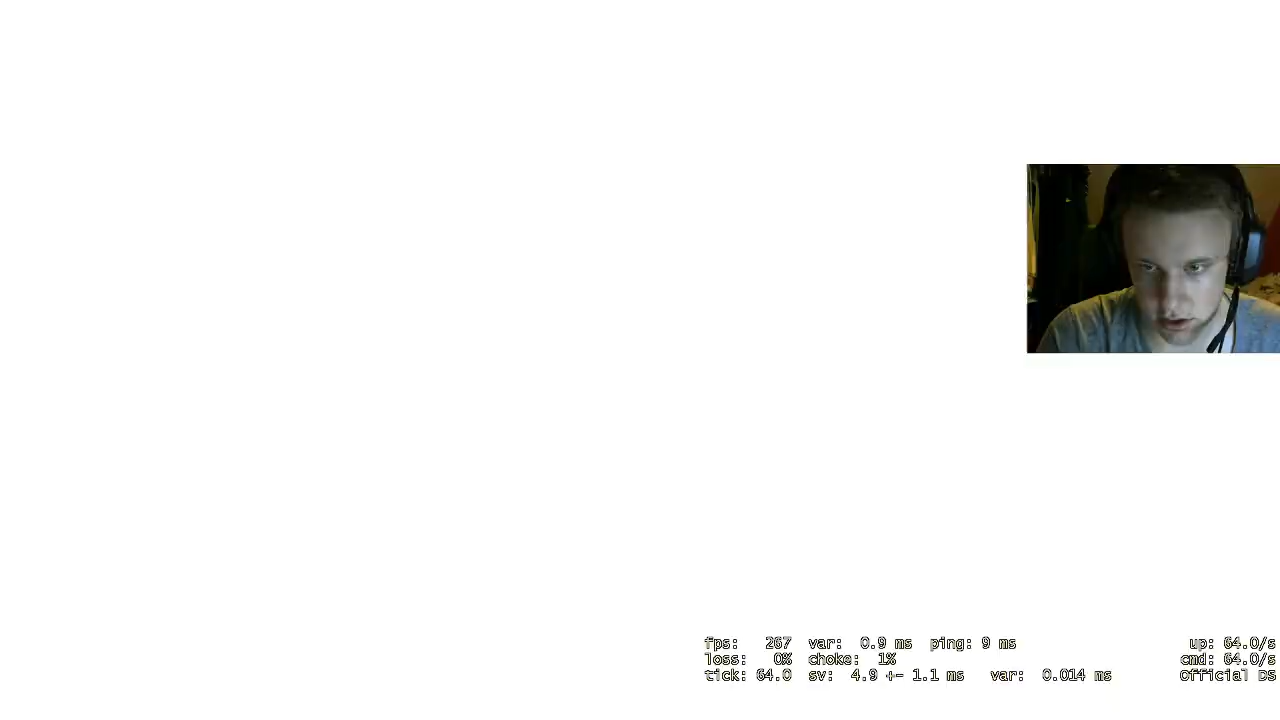 fps: 267 var: 0.9 ms ping: 9 ms up: 64.0/s
loss: 0% choke: 1% cmd: 64.0/s
tick: 64.0 sv: 4.9 +- 1.1 ms var: 0.014 ms Official DS